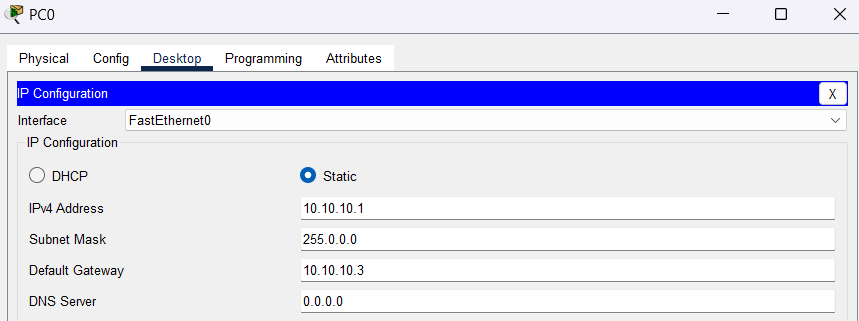 PC0
Physical Config Desktop Programming Attributes
IP Configuration X
Interface FastEthernet0
IP Configuration
DHCP Static
IPv4 Address 10.10.10.1
Subnet Mask 255.0.0.0
Default Gateway 10.10.10.3
DNS Server 0.0.0.0